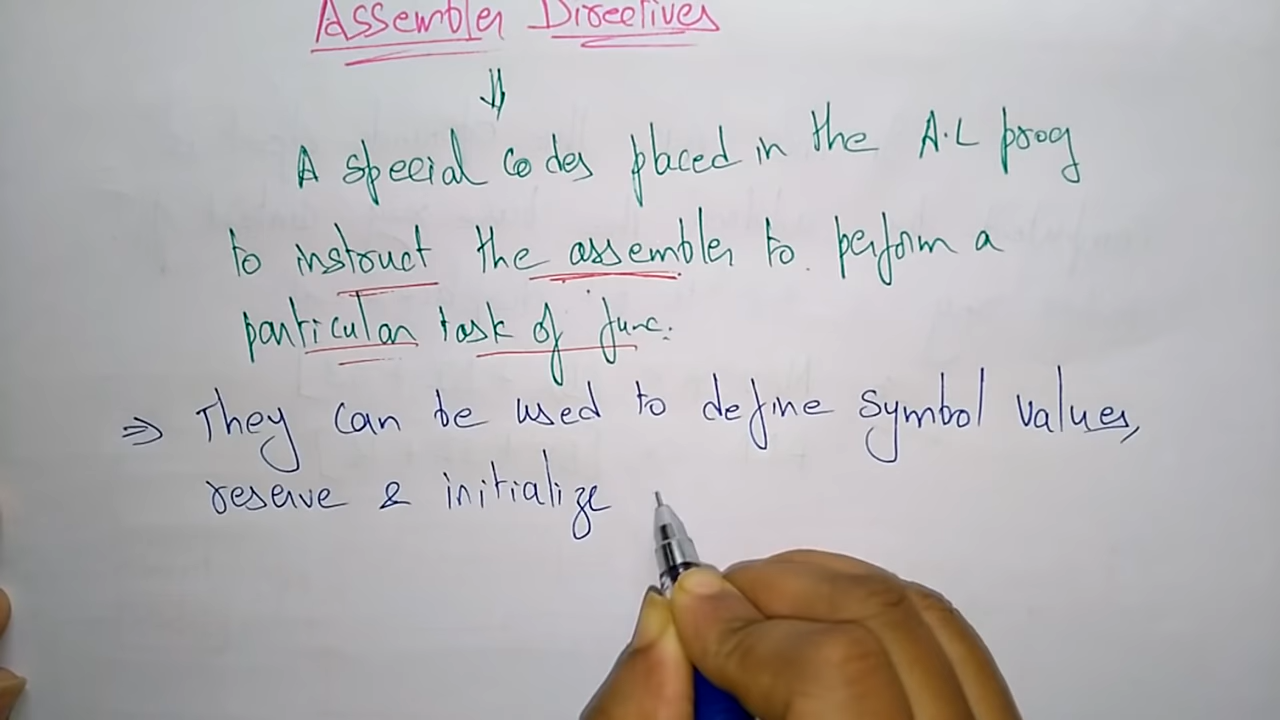 Assembler Directives
A special codes placed in the A.L prog
to instruct the assembler to perform a
particular task of func.
⇒ They can be used to define symbol values,
reserve & initialize